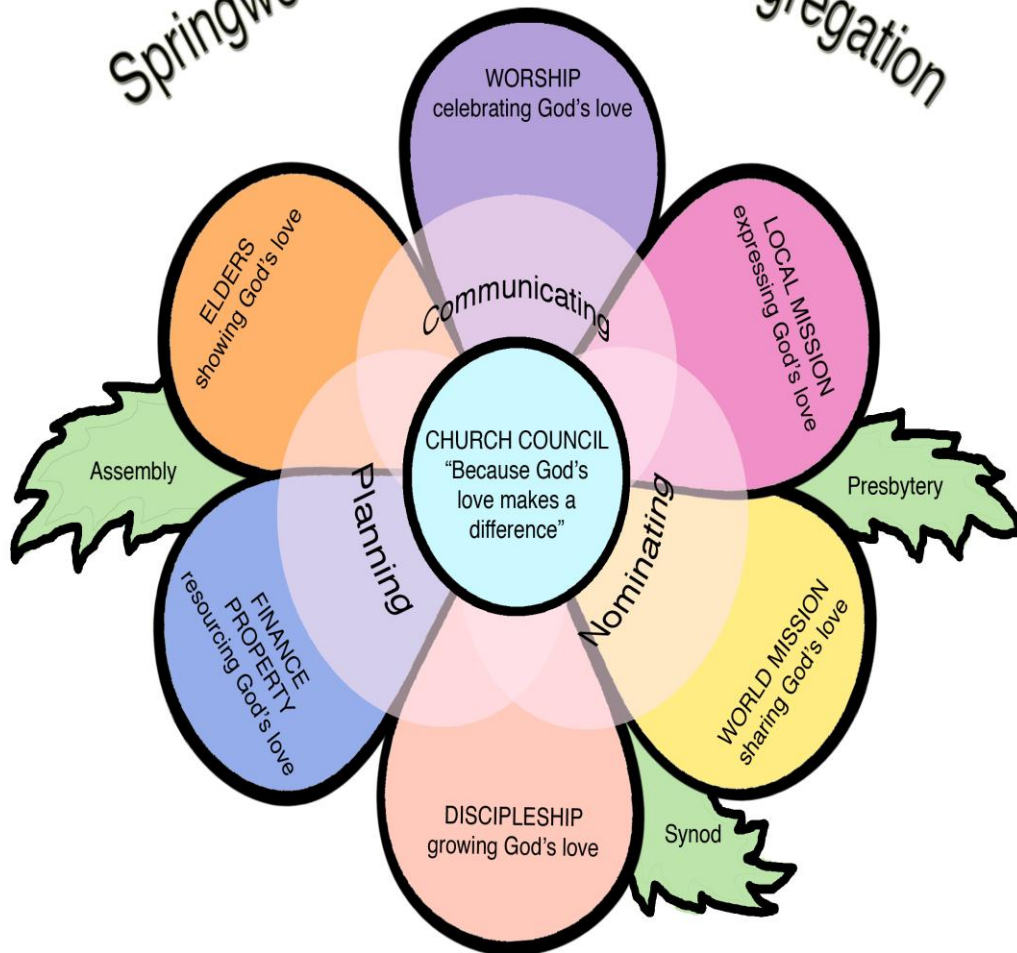 WORSHIP
celebrating God's love
ELDERS
showing God's love
LOCAL MISSION
expressing God's love
Communicating
Assembly
CHURCH COUNCIL
“Because God's
love makes a
difference”
Presbytery
Planning
Nominating
FINANCE
PROPERTY
resourcing God's love
WORLD MISSION
sharing God's love
DISCIPLESHIP
growing God's love
Synod